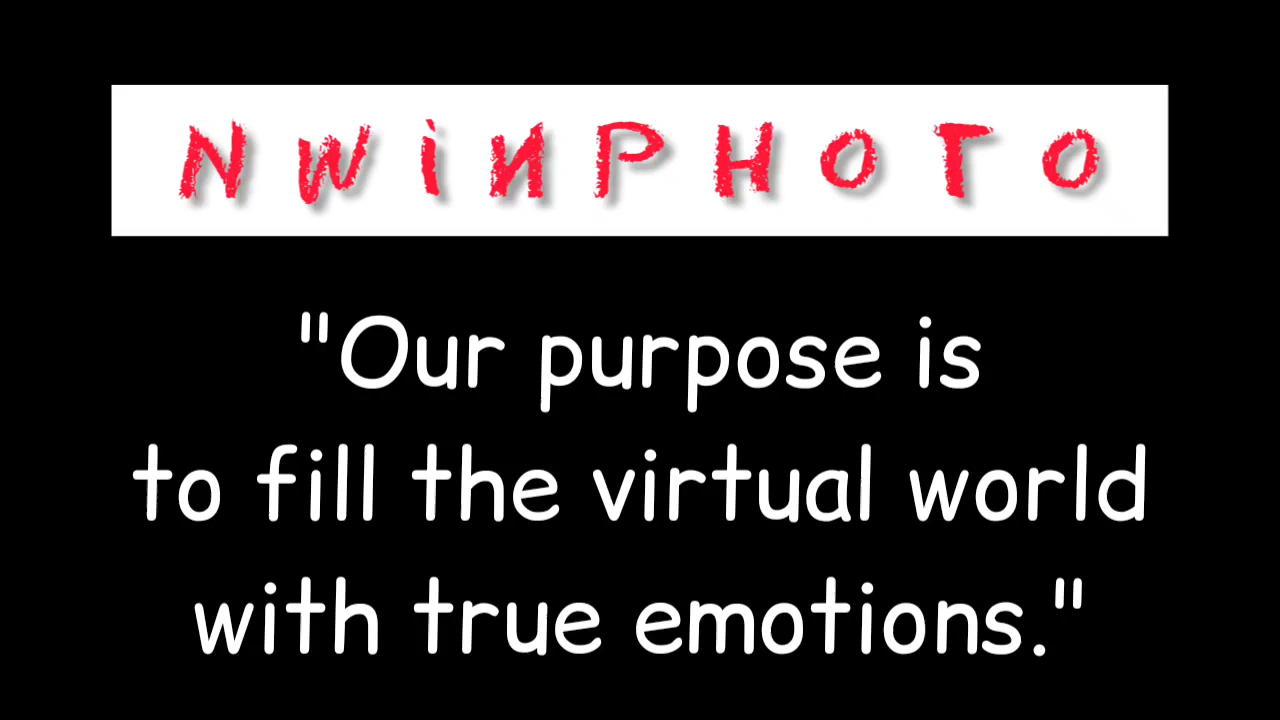 NWiNPHOTO
"Our purpose is
to fill the virtual world
with true emotions."